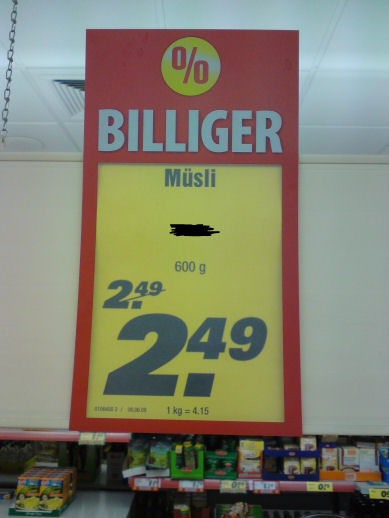 %
BILLIGER
Müsli
600 g
2.49
2.49
1 kg = 4.15